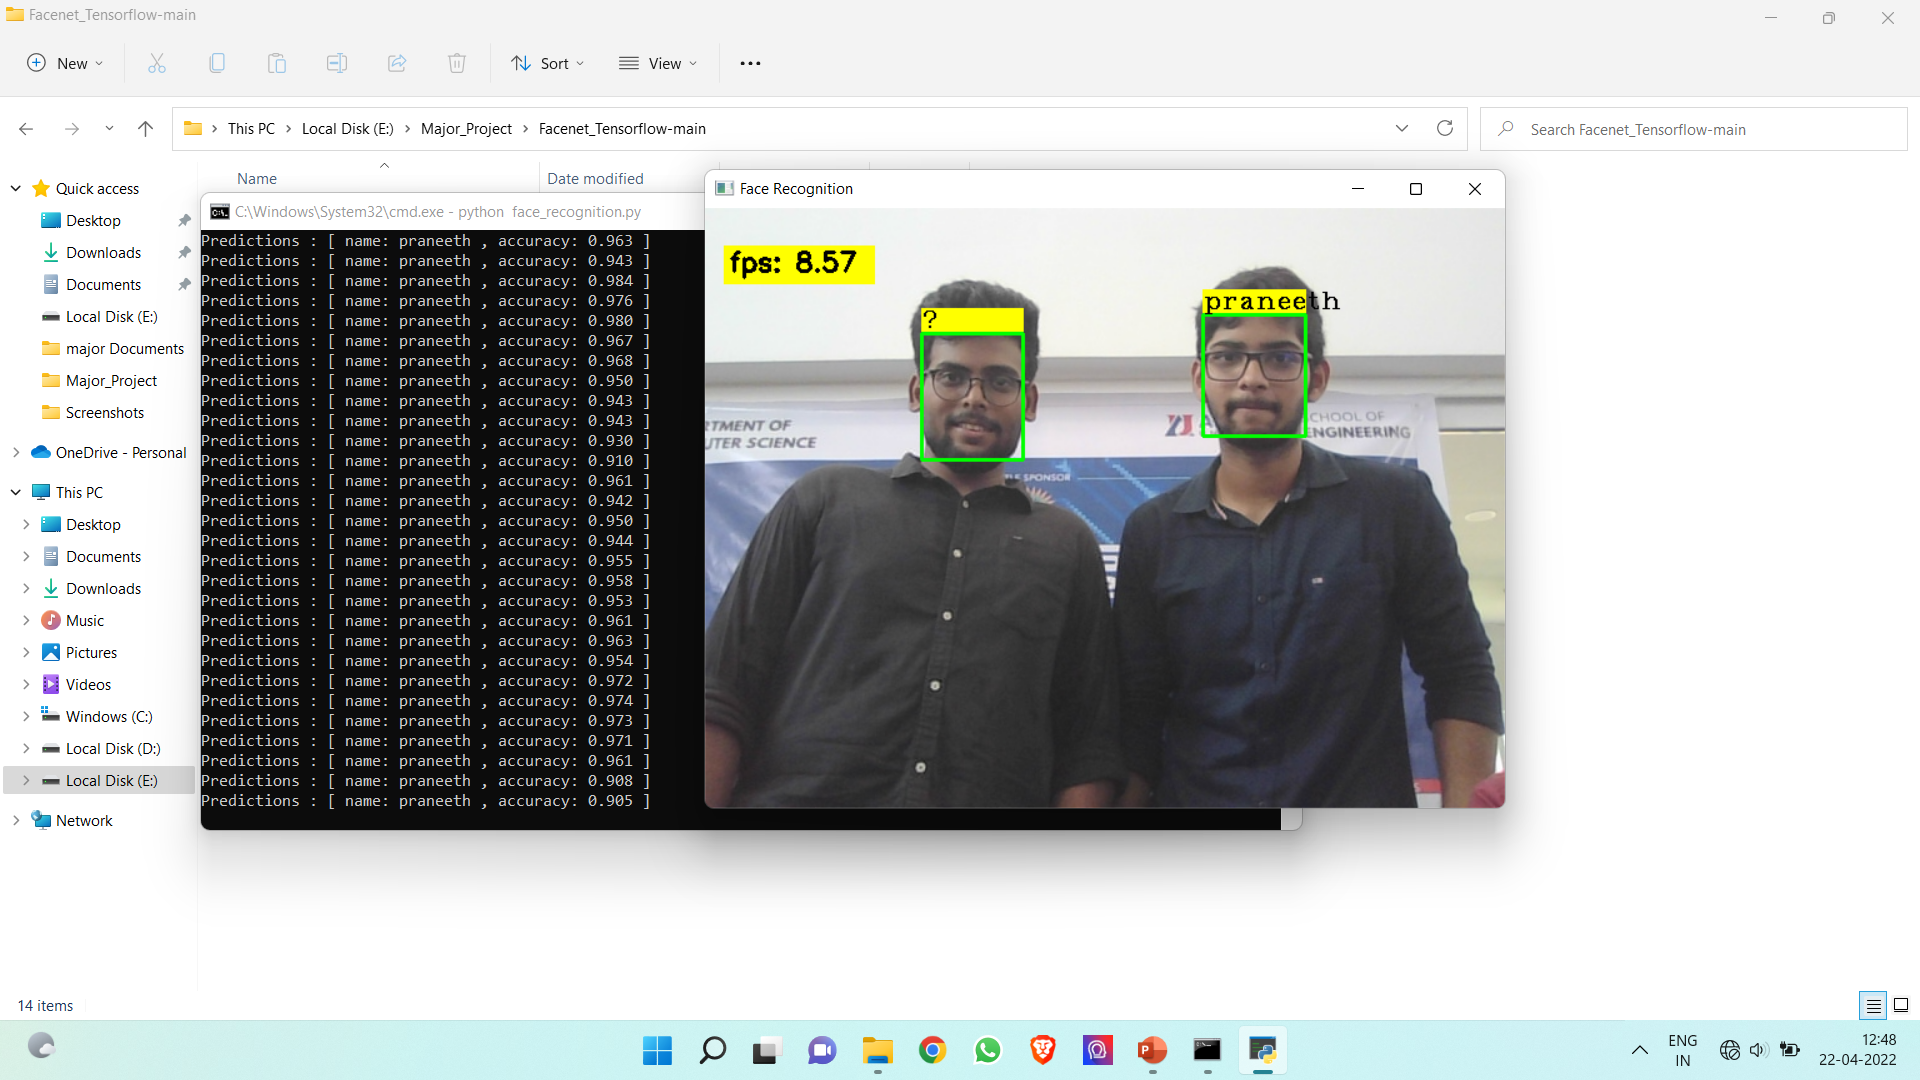 Facenet_Tensorflow-main
New
Sort
View
This PC
Local Disk (E:)
Major_Project
Facenet_Tensorflow-main
Search Facenet_Tensorflow-main
Quick access
Desktop
Downloads
Documents
Local Disk (E:)
major Documents
Major_Project
Screenshots
OneDrive - Personal
This PC
Desktop
Documents
Downloads
Music
Pictures
Videos
Windows (C:)
Local Disk (D:)
Local Disk (E:)
Network
Name
Date modified
C:\Windows\System32\cmd.exe - python face_recognition.py
Predictions : [ name: praneeth , accuracy: 0.963 ]
Predictions : [ name: praneeth , accuracy: 0.943 ]
Predictions : [ name: praneeth , accuracy: 0.984 ]
Predictions : [ name: praneeth , accuracy: 0.976 ]
Predictions : [ name: praneeth , accuracy: 0.980 ]
Predictions : [ name: praneeth , accuracy: 0.967 ]
Predictions : [ name: praneeth , accuracy: 0.968 ]
Predictions : [ name: praneeth , accuracy: 0.950 ]
Predictions : [ name: praneeth , accuracy: 0.943 ]
Predictions : [ name: praneeth , accuracy: 0.943 ]
Predictions : [ name: praneeth , accuracy: 0.930 ]
Predictions : [ name: praneeth , accuracy: 0.910 ]
Predictions : [ name: praneeth , accuracy: 0.961 ]
Predictions : [ name: praneeth , accuracy: 0.942 ]
Predictions : [ name: praneeth , accuracy: 0.950 ]
Predictions : [ name: praneeth , accuracy: 0.944 ]
Predictions : [ name: praneeth , accuracy: 0.955 ]
Predictions : [ name: praneeth , accuracy: 0.958 ]
Predictions : [ name: praneeth , accuracy: 0.953 ]
Predictions : [ name: praneeth , accuracy: 0.961 ]
Predictions : [ name: praneeth , accuracy: 0.963 ]
Predictions : [ name: praneeth , accuracy: 0.954 ]
Predictions : [ name: praneeth , accuracy: 0.972 ]
Predictions : [ name: praneeth , accuracy: 0.974 ]
Predictions : [ name: praneeth , accuracy: 0.973 ]
Predictions : [ name: praneeth , accuracy: 0.971 ]
Predictions : [ name: praneeth , accuracy: 0.961 ]
Predictions : [ name: praneeth , accuracy: 0.908 ]
Predictions : [ name: praneeth , accuracy: 0.905 ]
Face Recognition
fps: 8.57
?
praneeth
RTMENT OF
UTER SCIENCE
CHOOL OF
ENGINEERING
SPONSOR
14 items
ENG
IN
12:48
22-04-2022